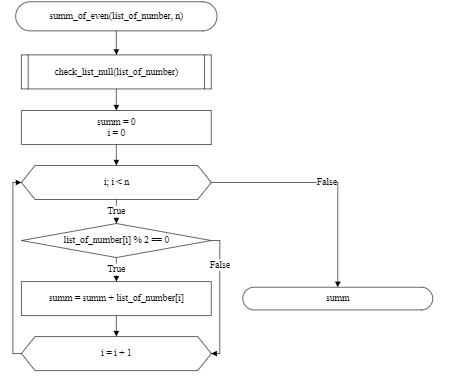 summ_of_even(list_of_number, n)
check_list_null(list_of_number)
summ = 0
i = 0
i; i < n
False
True
list_of_number[i] % 2 == 0
False
True
summ = summ + list_of_number[i]
summ
i = i + 1